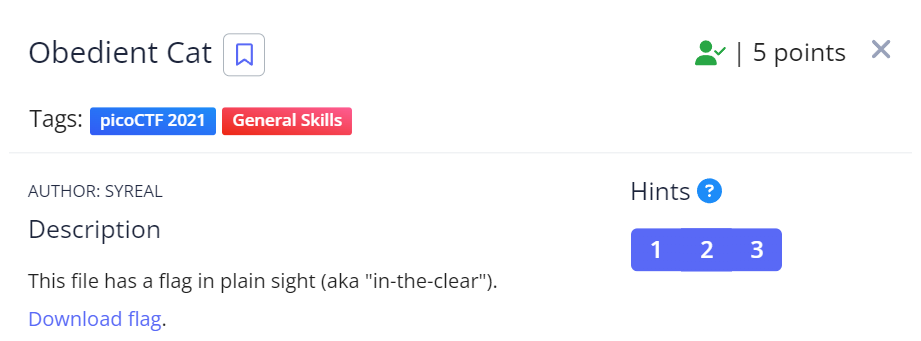 Obedient Cat
| 5 points
Tags: picoCTF 2021 General Skills
AUTHOR: SYREAL
Description
This file has a flag in plain sight (aka "in-the-clear").
Download flag.
Hints ?
1 2 3